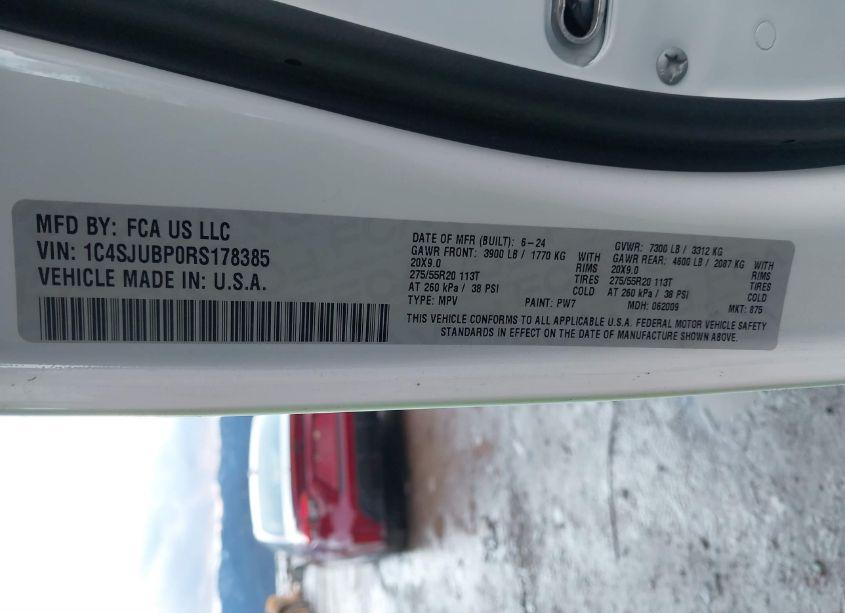 MFD BY: FCA US LLC
VIN: 1C4SJUBP0RS178385
VEHICLE MADE IN: U.S.A.
DATE OF MFR (BUILT): 6-24
GAWR FRONT: 3900 LB / 1770 KG WITH
20X9.0 RIMS
275/55R20 113T TIRES
AT 260 kPa / 38 PSI COLD
TYPE: MPV PAINT: PW7
GVWR: 7300 LB / 3312 KG
GAWR REAR: 4600 LB / 2087 KG WITH
20X9.0 RIMS
275/55R20 113T TIRES
AT 260 kPa / 38 PSI COLD
MDH: 062009 MKT: 875
THIS VEHICLE CONFORMS TO ALL APPLICABLE U.S.A. FEDERAL MOTOR VEHICLE SAFETY
STANDARDS IN EFFECT ON THE DATE OF MANUFACTURE SHOWN ABOVE.